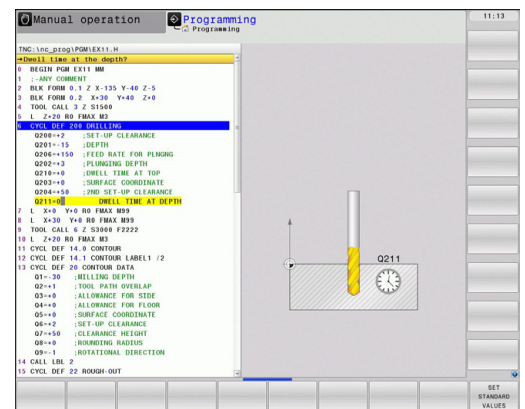 Manual operation
Programming
Programming
11:13
TNC:\nc_prog\PGM\EX11.H
→Dwell time at the depth?
0 BEGIN PGM EX11 MM
1 ;-ANY COMMENT
2 BLK FORM 0.1 Z X-135 Y-40 Z-5
3 BLK FORM 0.2 X+30 Y+40 Z+0
4 TOOL CALL 3 Z S1500
5 L Z+20 R0 FMAX M3
6 CYCL DEF 200 DRILLING
Q200=+2 ;SET-UP CLEARANCE
Q201=-15 ;DEPTH
Q206=+150 ;FEED RATE FOR PLNGNG
Q202=+3 ;PLUNGING DEPTH
Q210=+0 ;DWELL TIME AT TOP
Q203=+0 ;SURFACE COORDINATE
Q204=+50 ;2ND SET-UP CLEARANCE
Q211=0 DWELL TIME AT DEPTH
7 L X+0 Y+0 R0 FMAX M99
8 L X+30 Y+0 R0 FMAX M99
9 TOOL CALL 6 Z S3000 F2222
10 L Z+20 R0 FMAX M3
11 CYCL DEF 14.0 CONTOUR
12 CYCL DEF 14.1 CONTOUR LABEL1 /2
13 CYCL DEF 20 CONTOUR DATA
Q1=-30 ;MILLING DEPTH
Q2=+1 ;TOOL PATH OVERLAP
Q3=+0 ;ALLOWANCE FOR SIDE
Q4=+0 ;ALLOWANCE FOR FLOOR
Q5=+0 ;SURFACE COORDINATE
Q6=+2 ;SET-UP CLEARANCE
Q7=+50 ;CLEARANCE HEIGHT
Q8=+0 ;ROUNDING RADIUS
Q9=-1 ;ROTATIONAL DIRECTION
14 CALL LBL 2
15 CYCL DEF 22 ROUGH-OUT
Q211
SET
STANDARD
VALUES